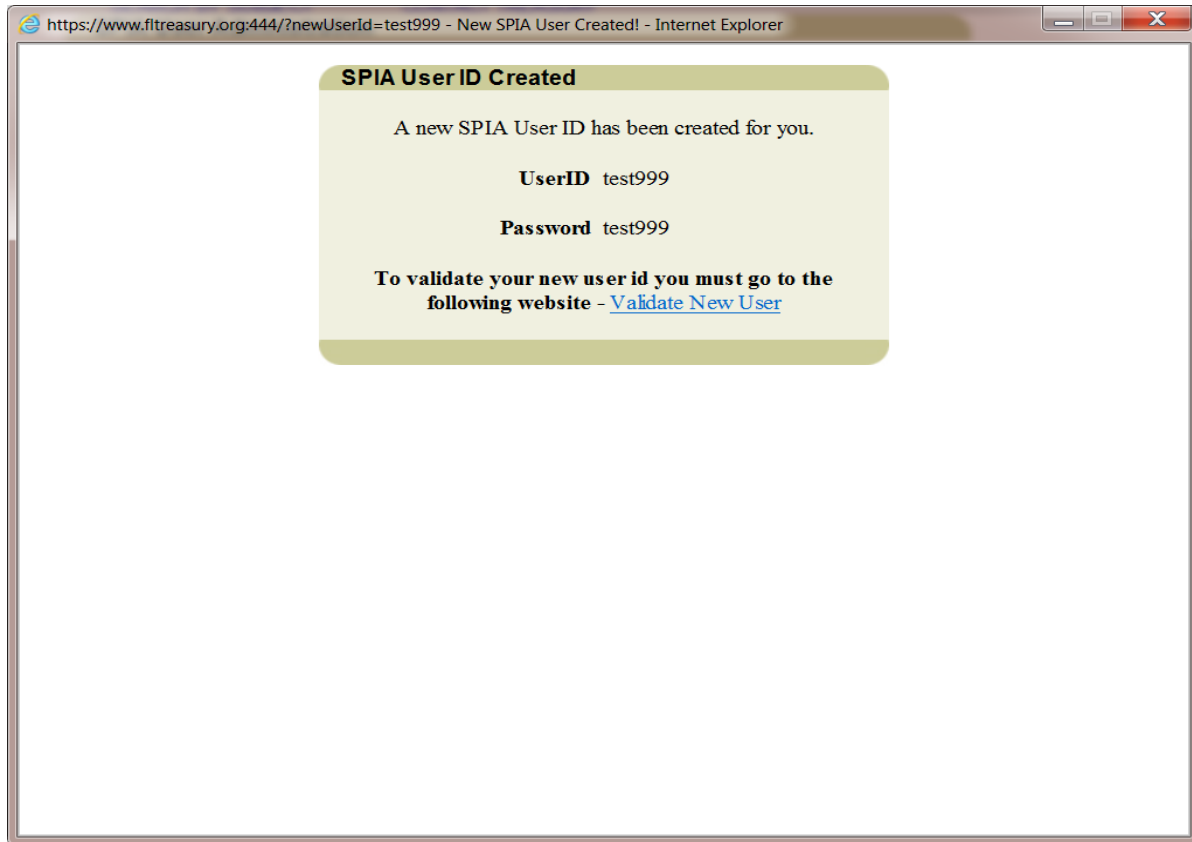 https://www.fltreasury.org:444/?newUserId=test999 - New SPIA User Created! - Internet Explorer
SPIA User ID Created
A new SPIA User ID has been created for you.
UserID test999
Password test999
To validate your new user id you must go to the
following website - Validate New User